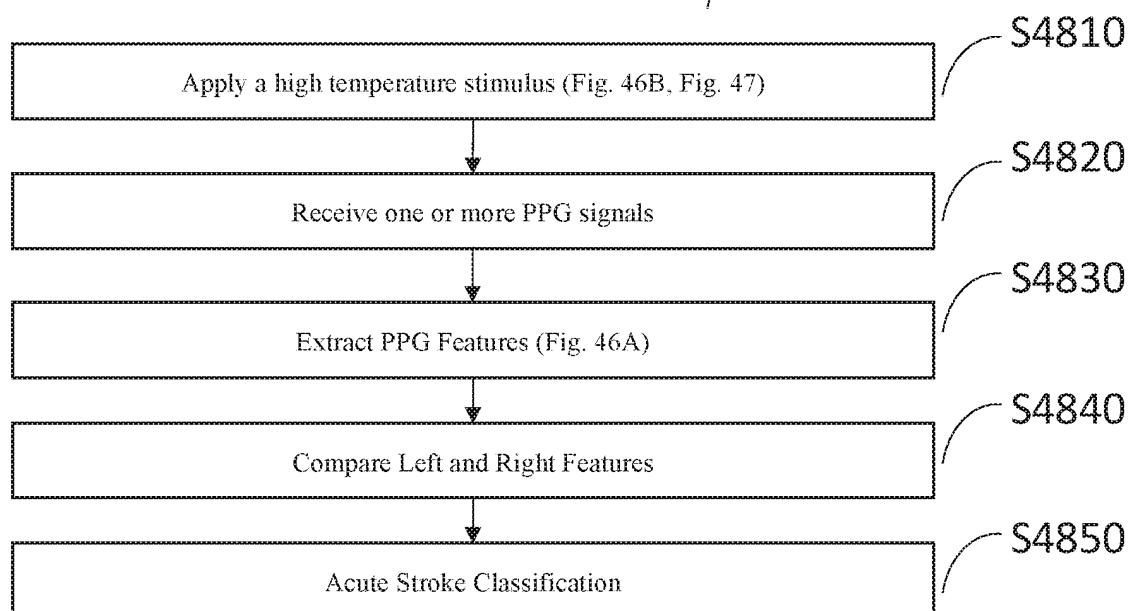 S4810
Apply a high temperature stimulus (Fig. 46B, Fig. 47)
S4820
Receive one or more PPG signals
S4830
Extract PPG Features (Fig. 46A)
S4840
Compare Left and Right Features
S4850
Acute Stroke Classification